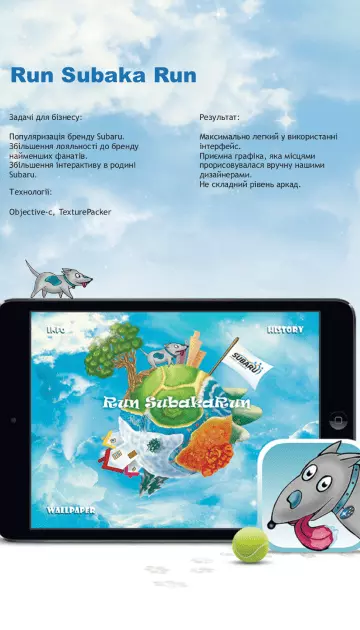 Run Subaka Run
Задачі для бізнесу:
Популяризація бренду Subaru.
Збільшення лояльності до бренду
найменших фанатів.
Збільшення інтерактиву в родині
Subaru.
Технології:
Objective-c, TexturePacker
Результат:
Максимально легкий у використанні
інтерфейс.
Приємна графіка, яка місцями
прорисовувалася вручну нашими
дизайнерами.
Не складний рівень аркад.
Info
History
SUBARU
Run SubakaRun
Wallpaper